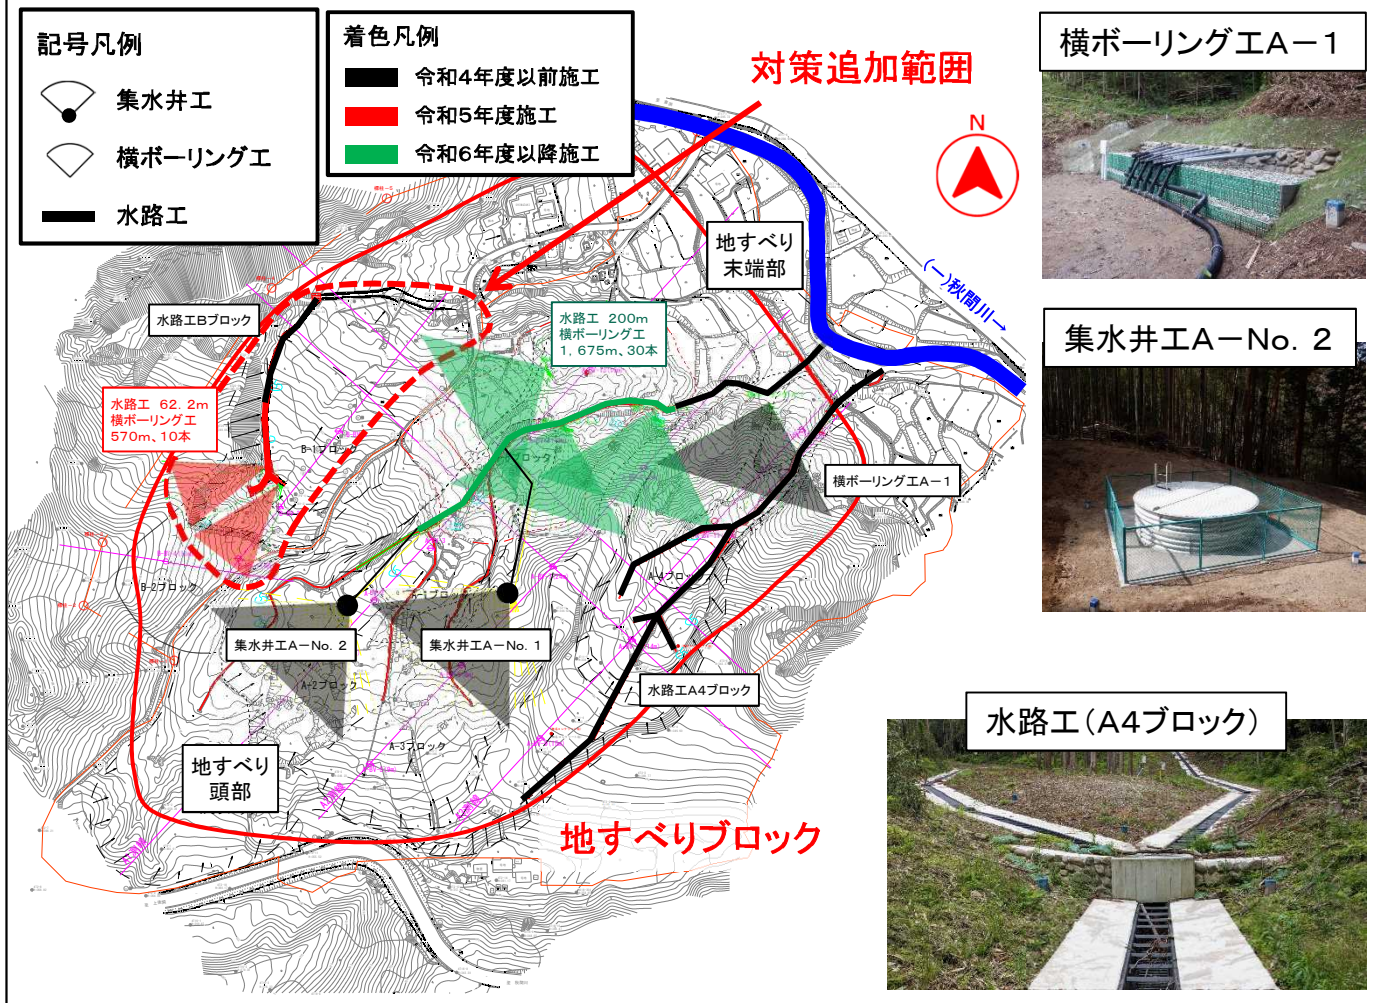 記号凡例
集水井工
横ボーリング工
水路工
着色凡例
令和4年度以前施工
令和5年度施工
令和6年度以降施工
対策追加範囲
N
横ボーリング工A-1
集水井工A-No. 2
水路工(A4ブロック)
地すべり
末端部
(一)秋間川→
水路工Bブロック
水路工 200m
横ボーリング工
1, 675m、30本
水路工 62. 2m
横ボーリング工
570m、10本
B-1ブロック
ブロック
横ボーリング工A-1
B-2ブロック
A-4ブロック
集水井工A-No. 2
集水井工A-No. 1
A-2ブロック
水路工A4ブロック
A-3ブロック
地すべり
頭部
地すべりブロック